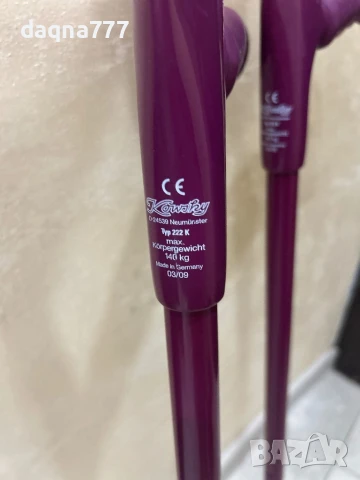 daqna777
CE
Kowsky
D-24539 Neumünster
Typ 222 K
max.
Körpergewicht
140 kg
Made in Germany
03/09
CE
BAZAR